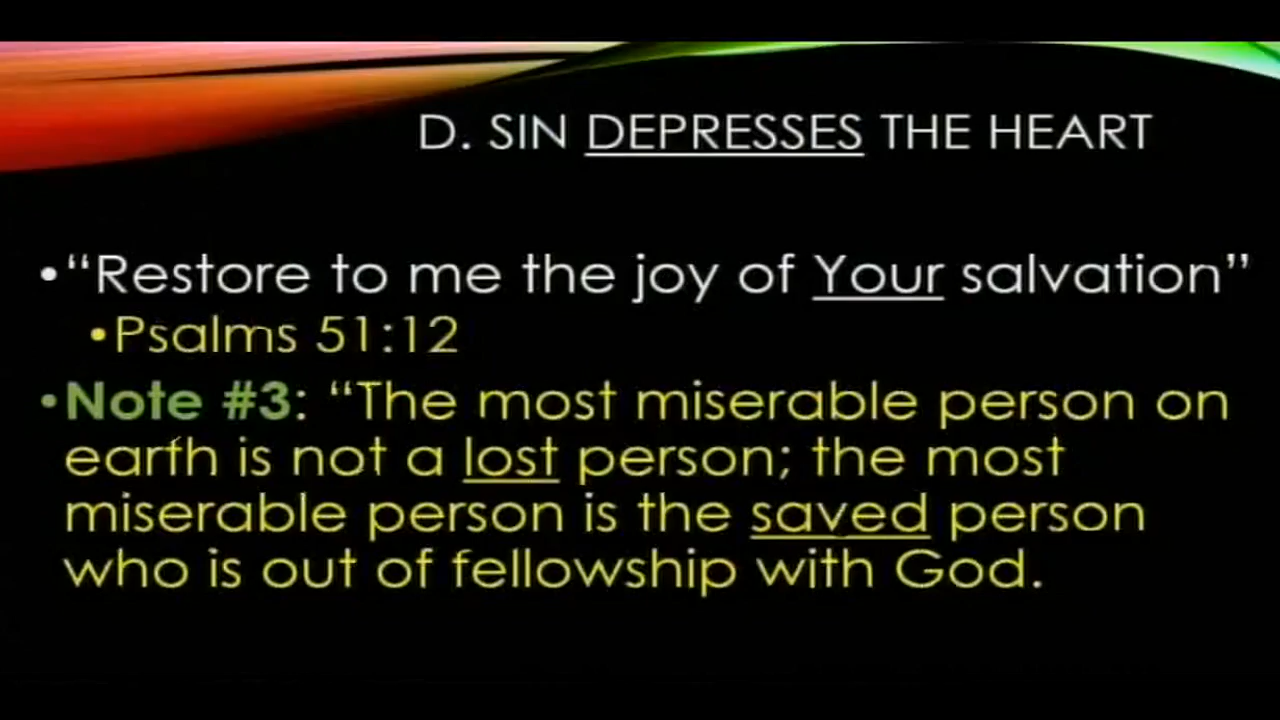 D. SIN DEPRESSES THE HEART
•“Restore to me the joy of Your salvation”
•Psalms 51:12
•Note #3: “The most miserable person on
earth is not a lost person; the most
miserable person is the saved person
who is out of fellowship with God.